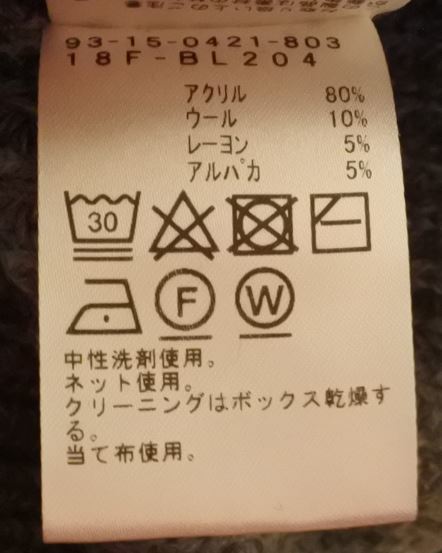 93-15-0421-803
18F-BL204
アクリル 80%
ウール 10%
レーヨン 5%
アルパカ 5%
30
F W
中性洗剤使用。
ネット使用。
クリーニングはボックス乾燥す
る。
当て布使用。